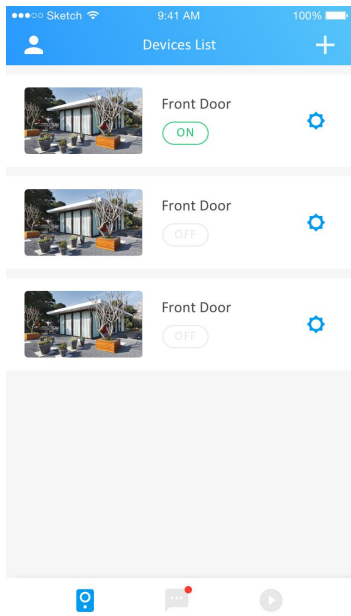 Sketch 9:41 AM 100%
Devices List
Front Door
ON
Front Door
OFF
Front Door
OFF